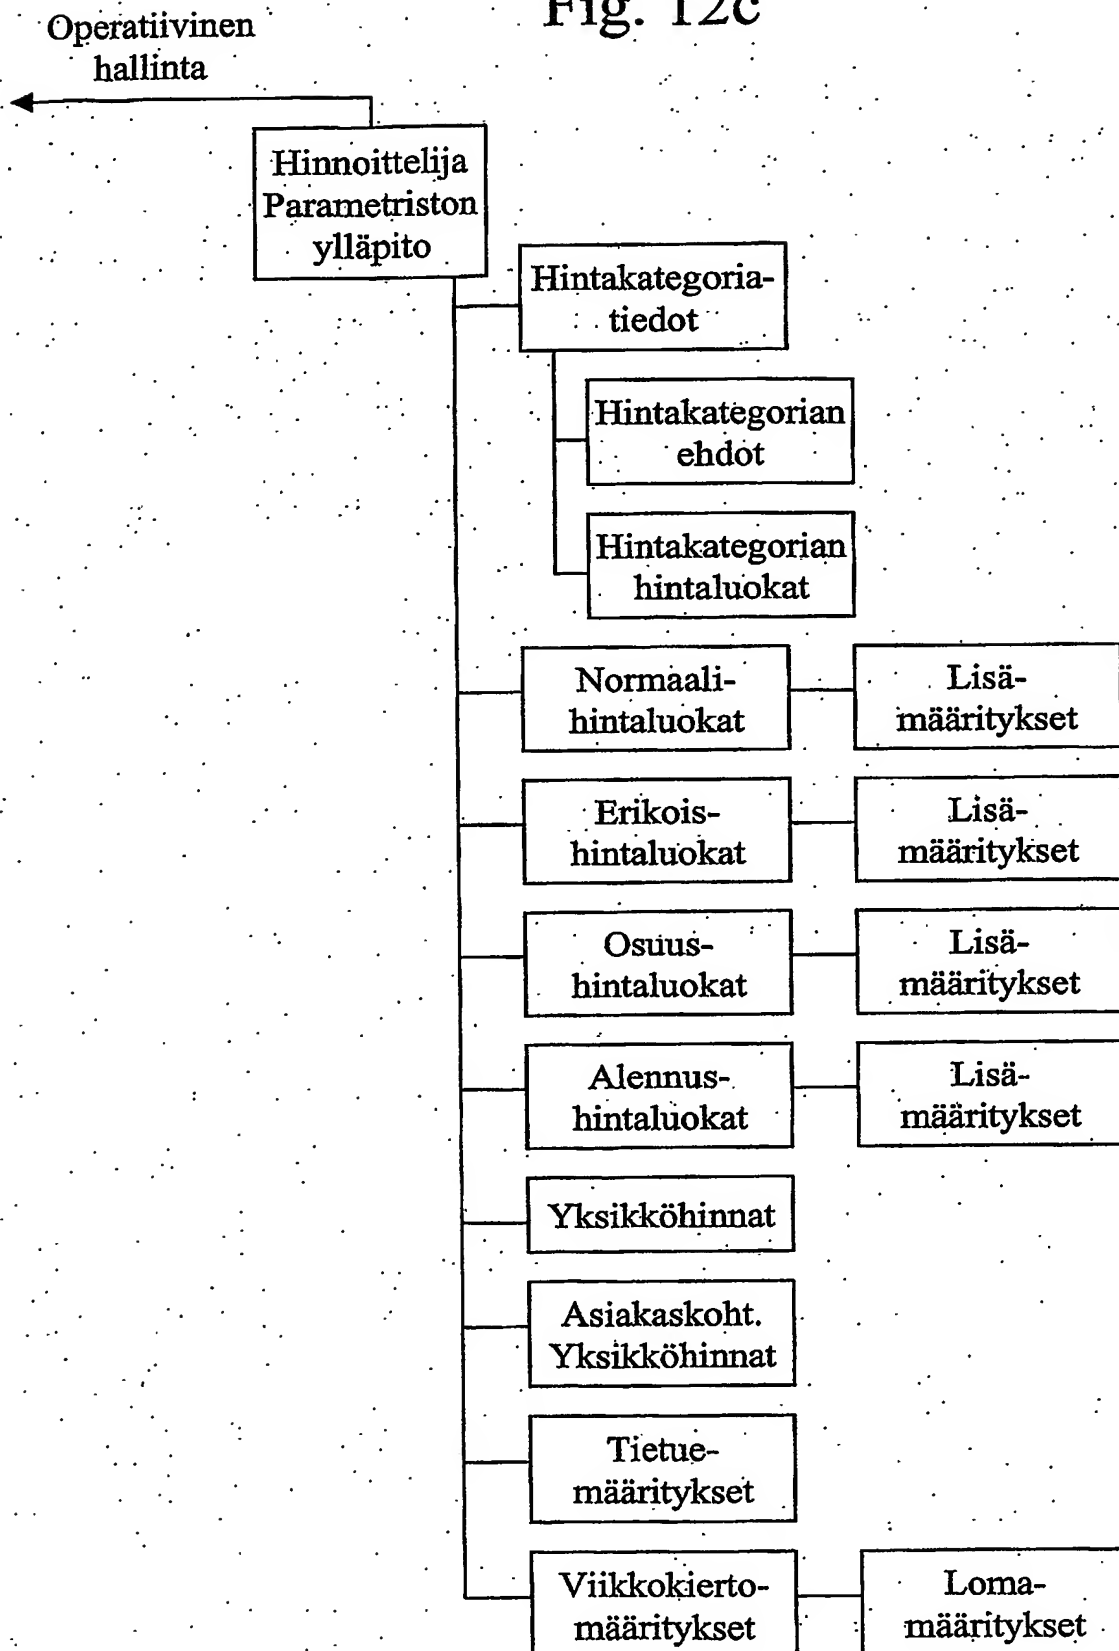 Fig. 12c
Operatiivinen
hallinta
Hinnoittelija
Parametriston
ylläpito
Hintakategoria-
tiedot
Hintakategorian
ehdot
Hintakategorian
hintaluokat
Normaali-
hintaluokat
Lisä-
määritykset
Erikois-
hintaluokat
Lisä-
määritykset
Osuus-
hintaluokat
Lisä-
määritykset
Alennus-
hintaluokat
Lisä-
määritykset
Yksikköhinnat
Asiakaskoht.
Yksikköhinnat
Tietue-
määritykset
Viikkokierto-
määritykset
Loma-
määritykset